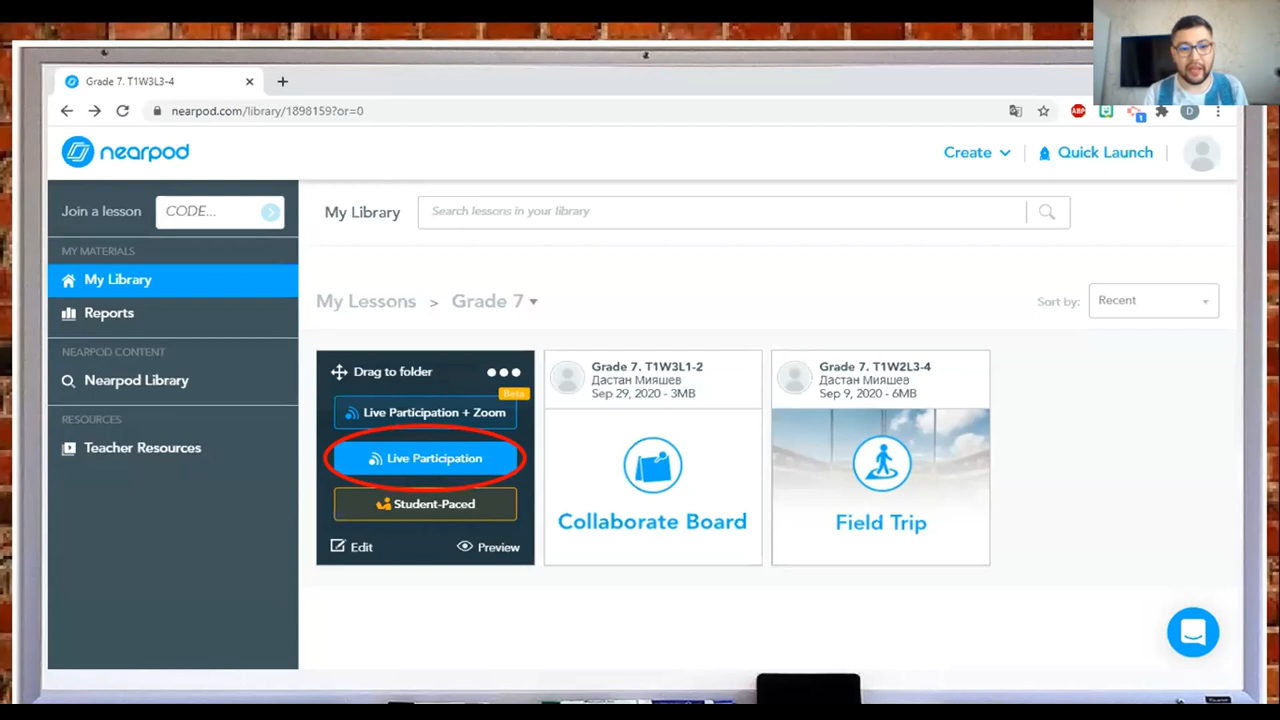 Grade 7. T1W3L3-4
nearpod.com/library/1898159?or=0
ABP
1
D
nearpod
Create
Quick Launch
Join a lesson
CODE...
My Library
Search lessons in your library
MY MATERIALS
My Library
Reports
NEARPOD CONTENT
Nearpod Library
RESOURCES
Teacher Resources
My Lessons > Grade 7
Sort by:
Recent
Drag to folder
Beta
Live Participation + Zoom
Live Participation
Student-Paced
Edit
Preview
Grade 7. T1W3L1-2
Дастан Мияшев
Sep 29, 2020 - 3MB
Collaborate Board
Grade 7. T1W2L3-4
Дастан Мияшев
Sep 9, 2020 - 6MB
Field Trip